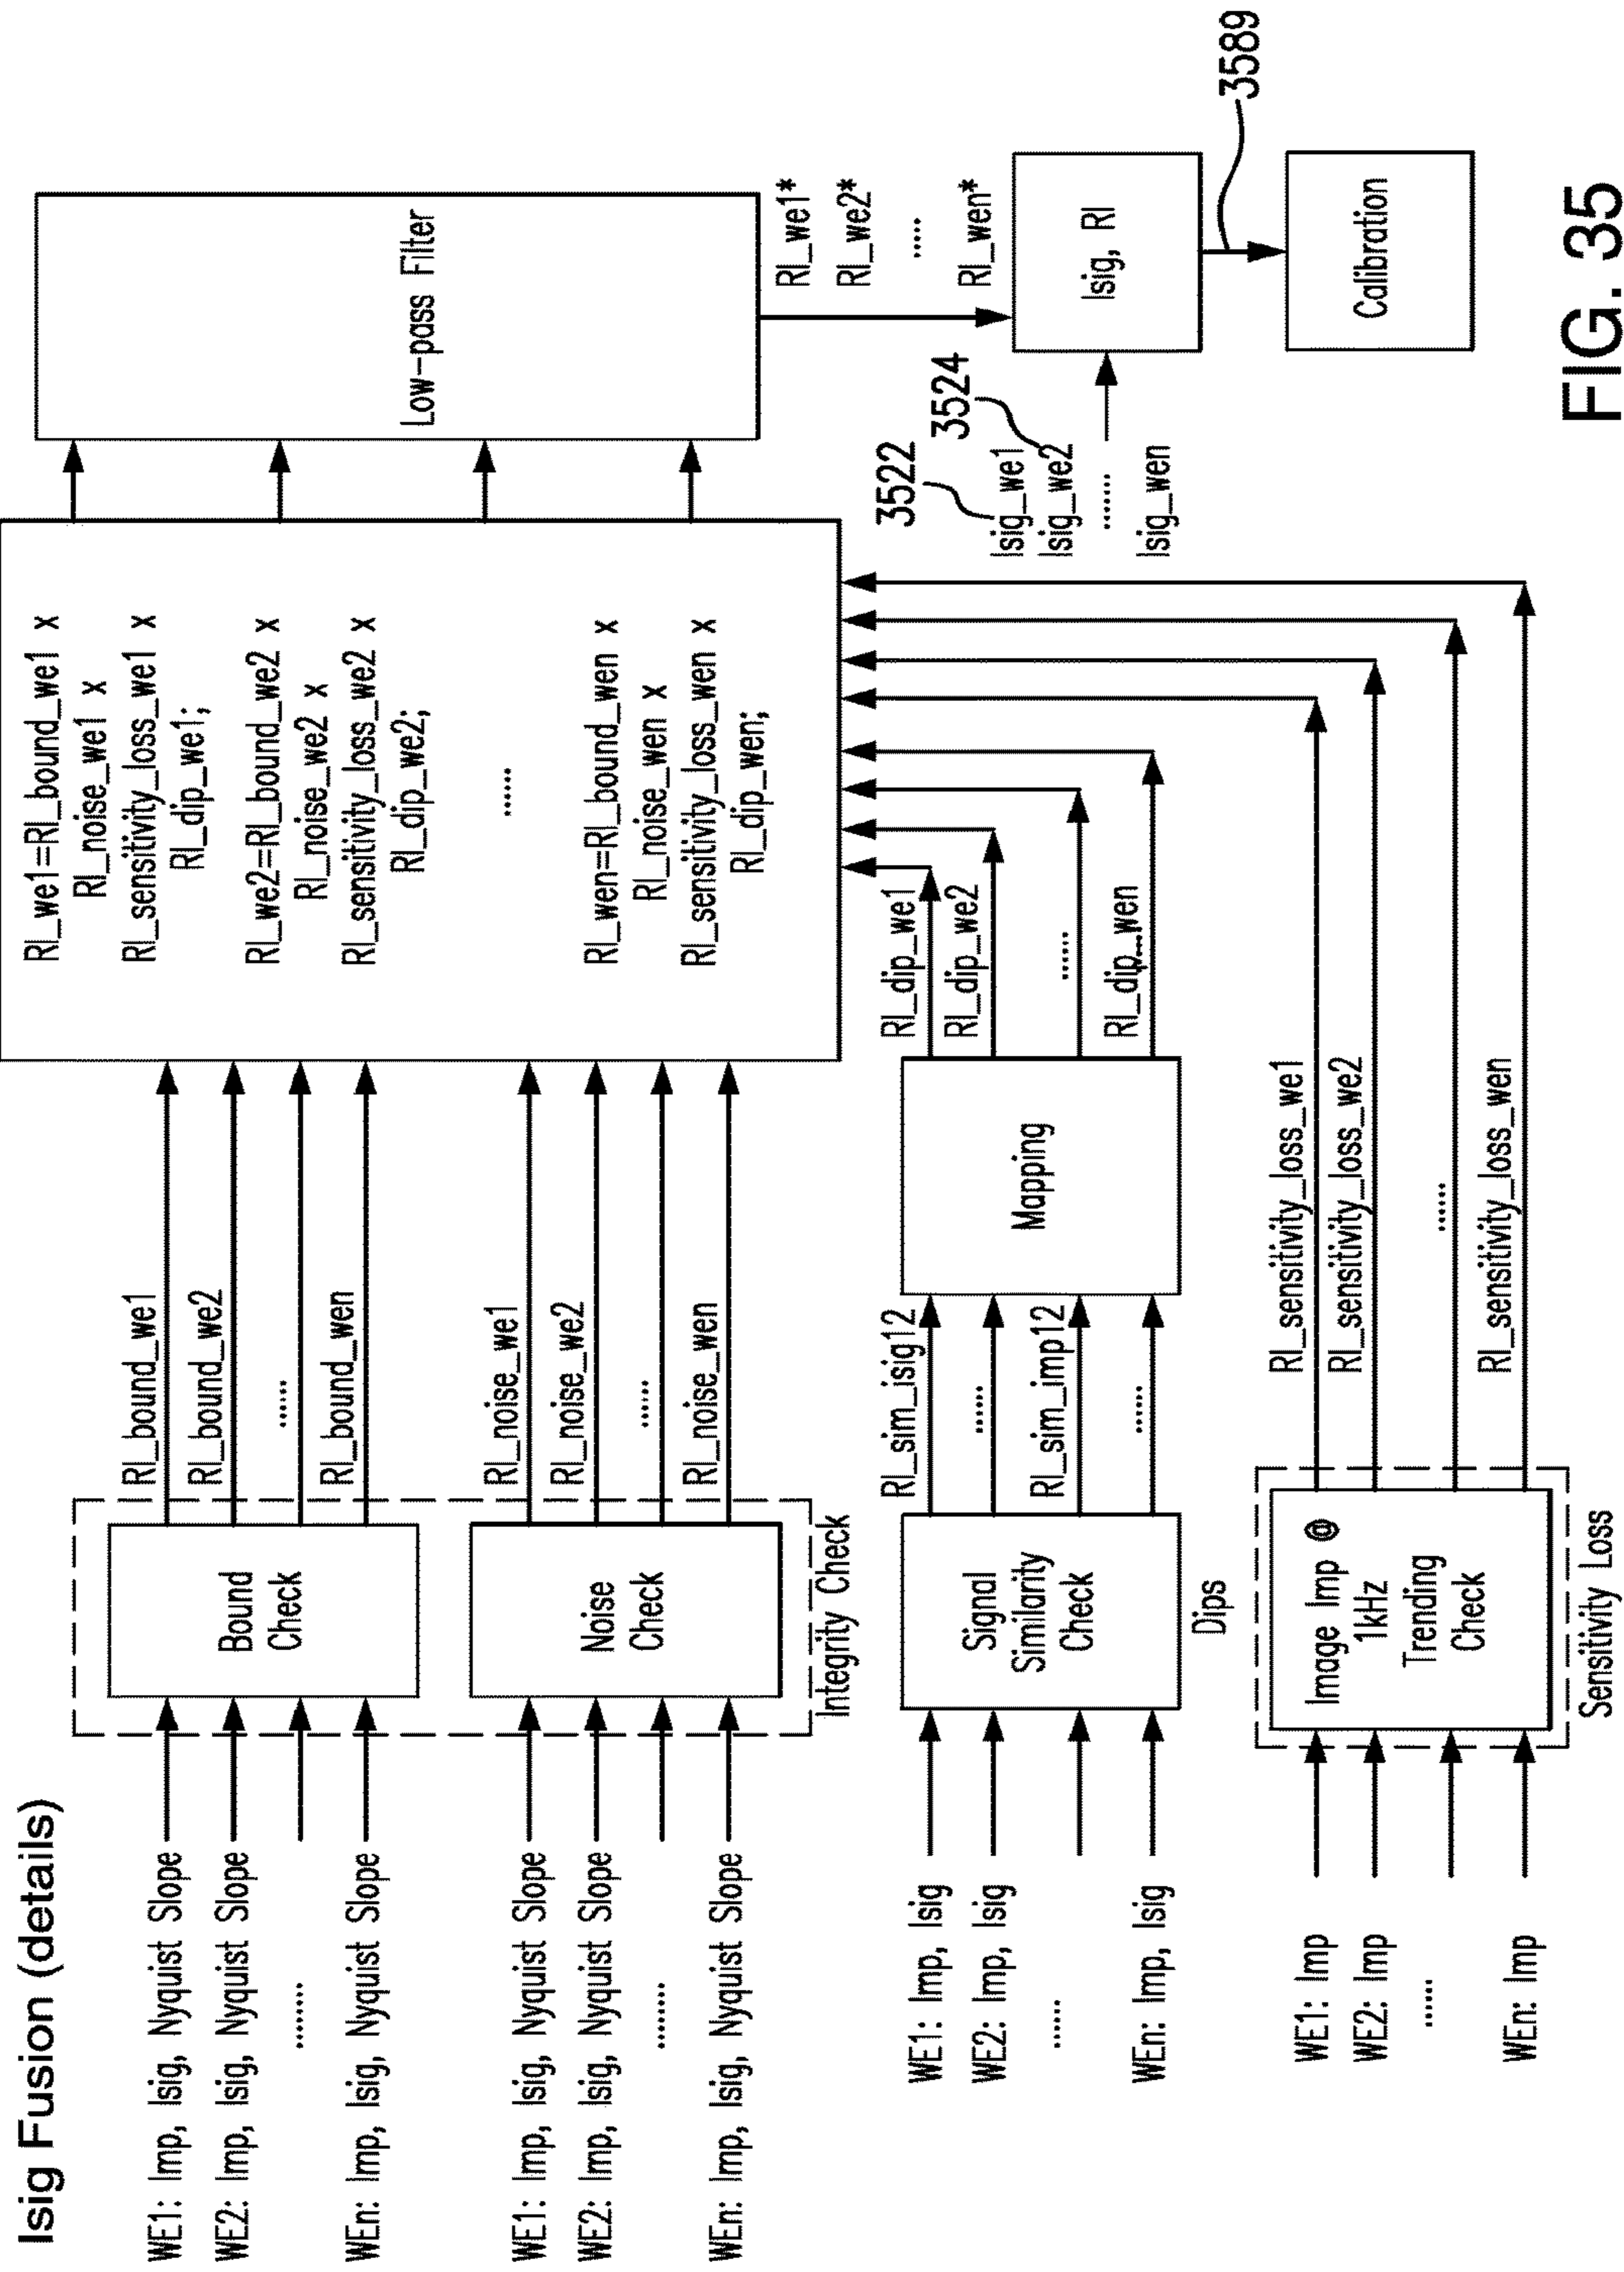 Isig Fusion (details)
WE1: Imp, Isig, Nyquist Slope
WE2: Imp, Isig, Nyquist Slope
........
WEn: Imp, Isig, Nyquist Slope
WE1: Imp, Isig, Nyquist Slope
WE2: Imp, Isig, Nyquist Slope
........
WEn: Imp, Isig, Nyquist Slope
WE1: Imp, Isig
WE2: Imp, Isig
......
WEn: Imp, Isig
WE1: Imp
WE2: Imp
......
WEn: Imp
Bound
Check
Noise
Check
Integrity Check
Signal
Similarity
Check
Dips
Image Imp @
1kHz
Trending
Check
Sensitivity Loss
RI_bound_we1
RI_bound_we2
......
RI_bound_wen
RI_noise_we1
RI_noise_we2
......
RI_noise_wen
RI_sim_isig12
......
RI_sim_imp12
......
Mapping
RI_dip_we1
RI_dip_we2
......
RI_dip_wen
......
RI_sensitivity_loss_we1
RI_sensitivity_loss_we2
......
RI_sensitivity_loss_wen
RI_we1=RI_bound_we1 x
RI_noise_we1 x
RI_sensitivity_loss_we1 x
RI_dip_we1;
RI_we2=RI_bound_we2 x
RI_noise_we2 x
RI_sensitivity_loss_we2 x
RI_dip_we2;
......
RI_wen=RI_bound_wen x
RI_noise_wen x
RI_sensitivity_loss_wen x
RI_dip_wen;
Low-pass Filter
RI_we1*
RI_we2*
.....
RI_wen*
3522
3524
Isig_we1
Isig_we2
.......
Isig_wen
Isig, RI
3589
Calibration
FIG. 35